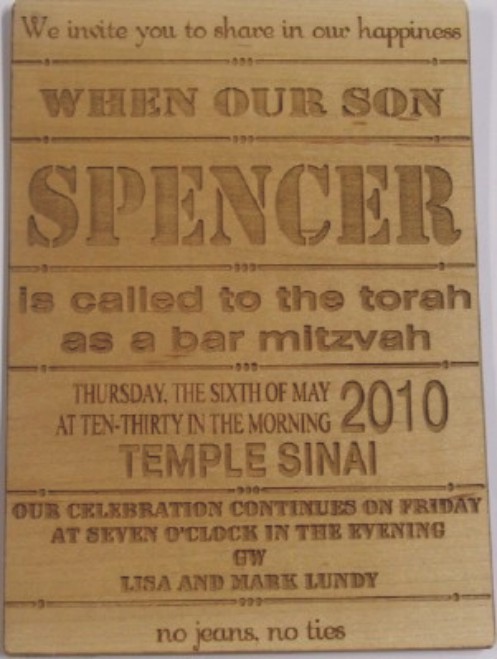 We invite you to share in our happiness
WHEN OUR SON
SPENCER
is called to the torah
as a bar mitzvah
THURSDAY, THE SIXTH OF MAY
AT TEN-THIRTY IN THE MORNING 2010
TEMPLE SINAI
OUR CELEBRATION CONTINUES ON FRIDAY
AT SEVEN O'CLOCK IN THE EVENING
GW
LISA AND MARK LUNDY
no jeans, no ties